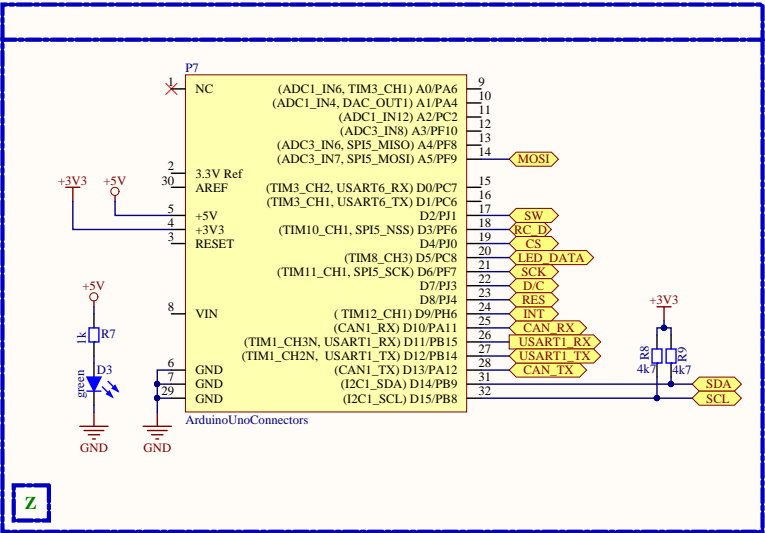 P7
1 NC (ADC1_IN6, TIM3_CH1) A0/PA6 9
(ADC1_IN4, DAC_OUT1) A1/PA4 10
(ADC1_IN12) A2/PC2 11
(ADC3_IN8) A3/PF10 12
(ADC3_IN6, SPI5_MISO) A4/PF8 13
(ADC3_IN7, SPI5_MOSI) A5/PF9 14 MOSI
2 3.3V Ref
+3V3 +5V 30 AREF (TIM3_CH2, USART6_RX) D0/PC7 15
(TIM3_CH1, USART6_TX) D1/PC6 16
5 +5V D2/PJ1 17 SW
4 +3V3 (TIM10_CH1, SPI5_NSS) D3/PF6 18 RC_D
3 RESET D4/PJ0 19 CS
(TIM8_CH3) D5/PC8 20 LED_DATA
(TIM11_CH1, SPI5_SCK) D6/PF7 21 SCK
D7/PJ3 22 D/C
+5V D8/PJ4 23 RES +3V3
8 VIN ( TIM12_CH1) D9/PH6 24 INT
(CAN1_RX) D10/PA11 25 CAN_RX
1k R7 (TIM1_CH3N, USART1_RX) D11/PB15 26 USART1_RX
(TIM1_CH2N,  USART1_TX) D12/PB14 27 USART1_TX R8 R9
green D3 6 GND (CAN1_TX) D13/PA12 28 CAN_TX 4k7 4k7
7 GND (I2C1_SDA) D14/PB9 31 SDA
29 GND (I2C1_SCL) D15/PB8 32 SCL
ArduinoUnoConnectors
GND GND
Z